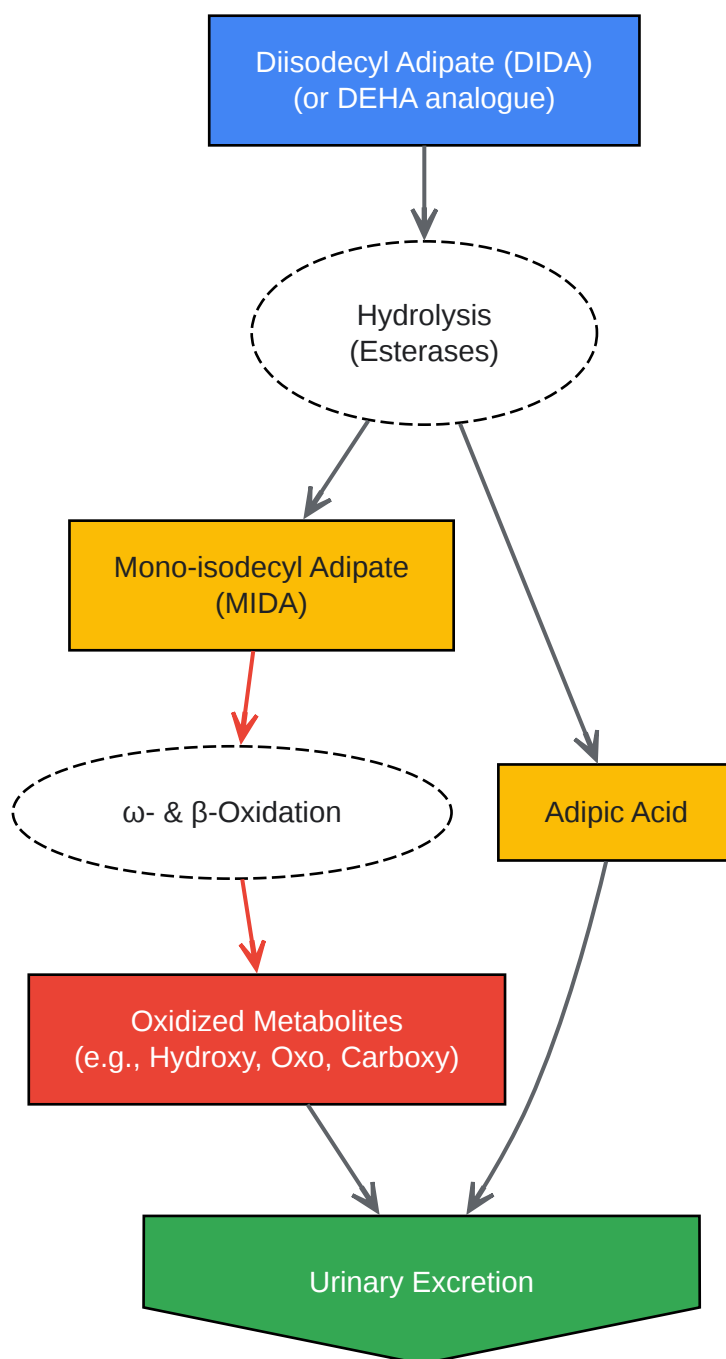 Diisodecyl Adipate (DIDA)
(or DEHA analogue)
Hydrolysis
(Esterases)
Mono-isodecyl Adipate
(MIDA)
ω- & β-Oxidation
Adipic Acid
Oxidized Metabolites
(e.g., Hydroxy, Oxo, Carboxy)
Urinary Excretion